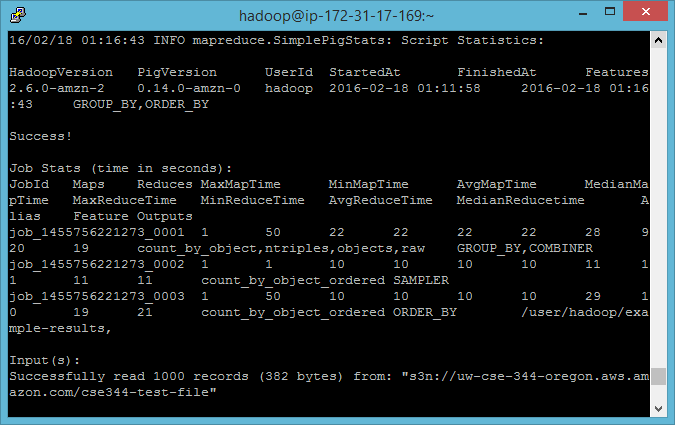 hadoop@ip-172-31-17-169:~
16/02/18 01:16:43 INFO mapreduce.SimplePigStats: Script Statistics:
HadoopVersion PigVersion UserId StartedAt FinishedAt Features
2.6.0-amzn-2 0.14.0-amzn-0 hadoop 2016-02-18 01:11:58 2016-02-18 01:16
:43 GROUP_BY,ORDER_BY
Success!
Job Stats (time in seconds):
JobId Maps Reduces MaxMapTime MinMapTime AvgMapTime MedianMa
pTime MaxReduceTime MinReduceTime AvgReduceTime MedianReducetime A
lias Feature Outputs
job_1455756221273_0001 1 50 22 22 22 22 28 9
20 19 count_by_object,ntriples,objects,raw GROUP_BY,COMBINER
job_1455756221273_0002 1 1 10 10 10 10 11 1
1 11 11 count_by_object_ordered SAMPLER
job_1455756221273_0003 1 50 10 10 10 10 29 1
0 19 21 count_by_object_ordered ORDER_BY /user/hadoop/exa
mple-results,
Input(s):
Successfully read 1000 records (382 bytes) from: "s3n://uw-cse-344-oregon.aws.am
azon.com/cse344-test-file"